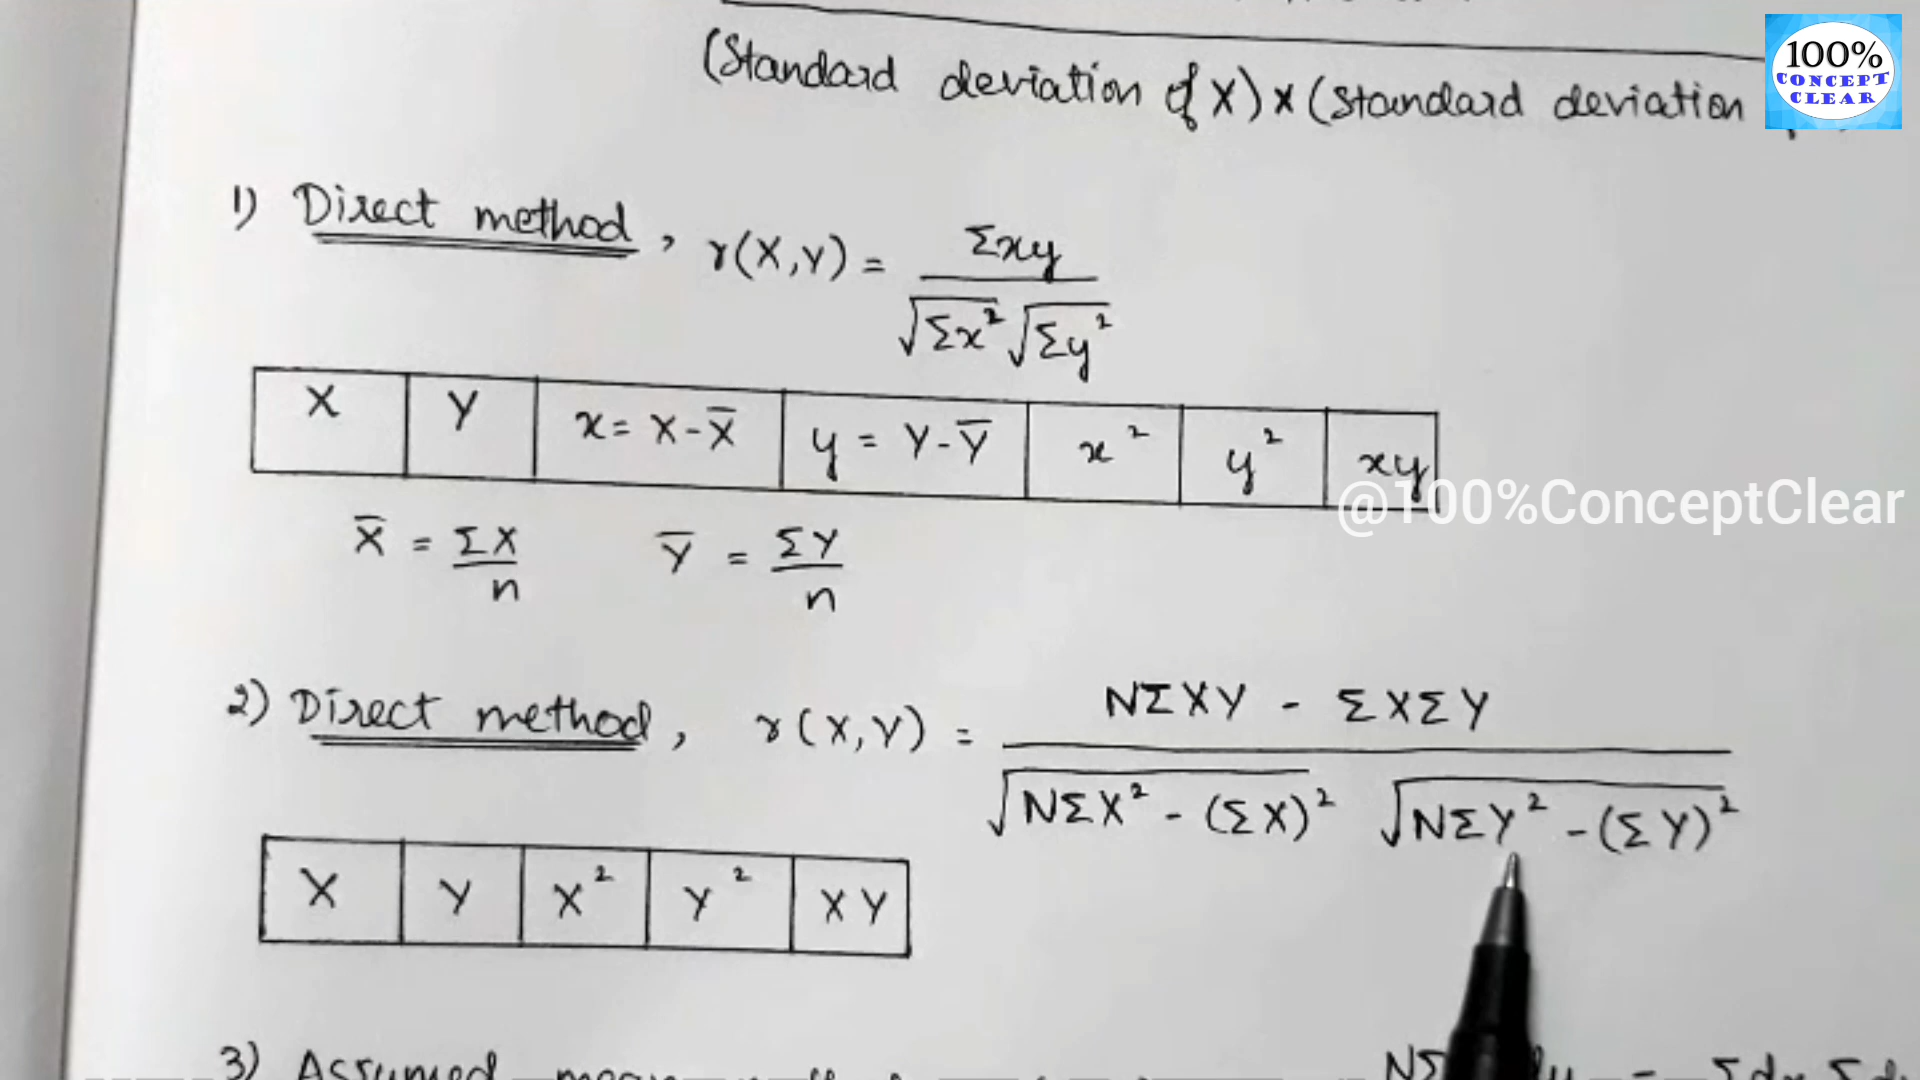 (Standard deviation of X) × (Standard deviation
100%
CONCEPT
CLEAR
1) Direct method, r(X,Y) = Σxy / √Σx² √Σy²
X Y x = X - X̅ y = Y - Y̅ x² y² xy
@100%ConceptClear
X̅ = ΣX / n Y̅ = ΣY / n
2) Direct method, r(X,Y) = NΣXY - ΣXΣY / √NΣX² - (ΣX)² √NΣY² - (ΣY)²
X Y X² Y² XY
3) Assumed